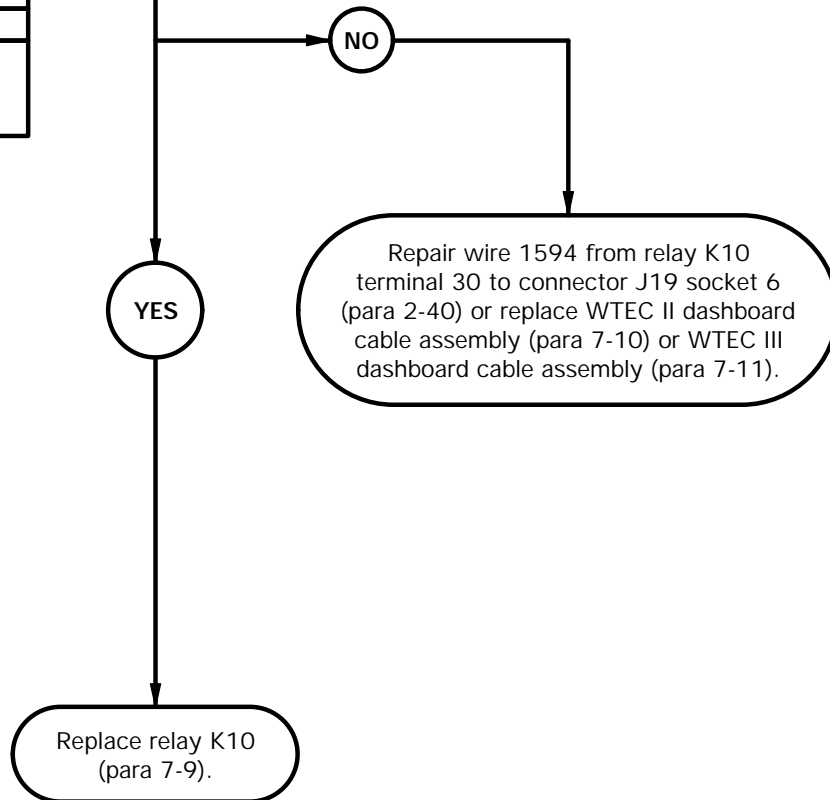 NO
Repair wire 1594 from relay K10
terminal 30 to connector J19 socket 6
(para 2-40) or replace WTEC II dashboard
cable assembly (para 7-10) or WTEC III
dashboard cable assembly (para 7-11).
YES
Replace relay K10
(para 7-9).